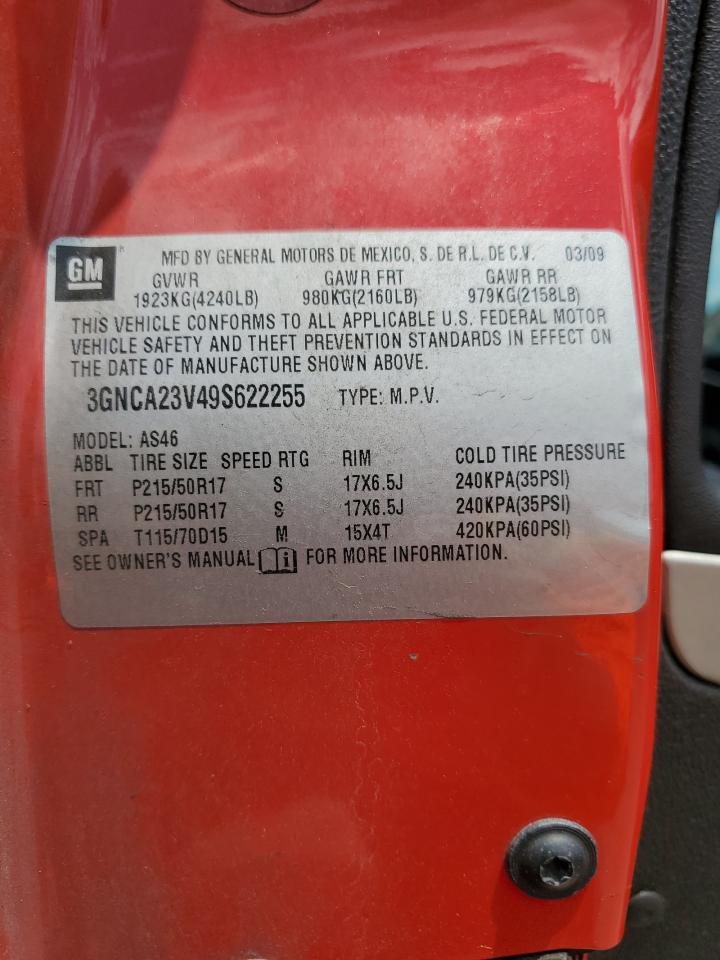 GM
MFD BY GENERAL MOTORS DE MEXICO, S. DE R.L. DE C.V. 03/09
GVWR GAWR FRT GAWR RR
1923KG(4240LB) 980KG(2160LB) 979KG(2158LB)
THIS VEHICLE CONFORMS TO ALL APPLICABLE U.S. FEDERAL MOTOR
VEHICLE SAFETY AND THEFT PREVENTION STANDARDS IN EFFECT ON
THE DATE OF MANUFACTURE SHOWN ABOVE.
3GNCA23V49S622255 TYPE: M.P.V.
MODEL: AS46
ABBL TIRE SIZE SPEED RTG RIM COLD TIRE PRESSURE
FRT P215/50R17 S 17X6.5J 240KPA(35PSI)
RR P215/50R17 S 17X6.5J 240KPA(35PSI)
SPA T115/70D15 M 15X4T 420KPA(60PSI)
SEE OWNER'S MANUAL i FOR MORE INFORMATION.